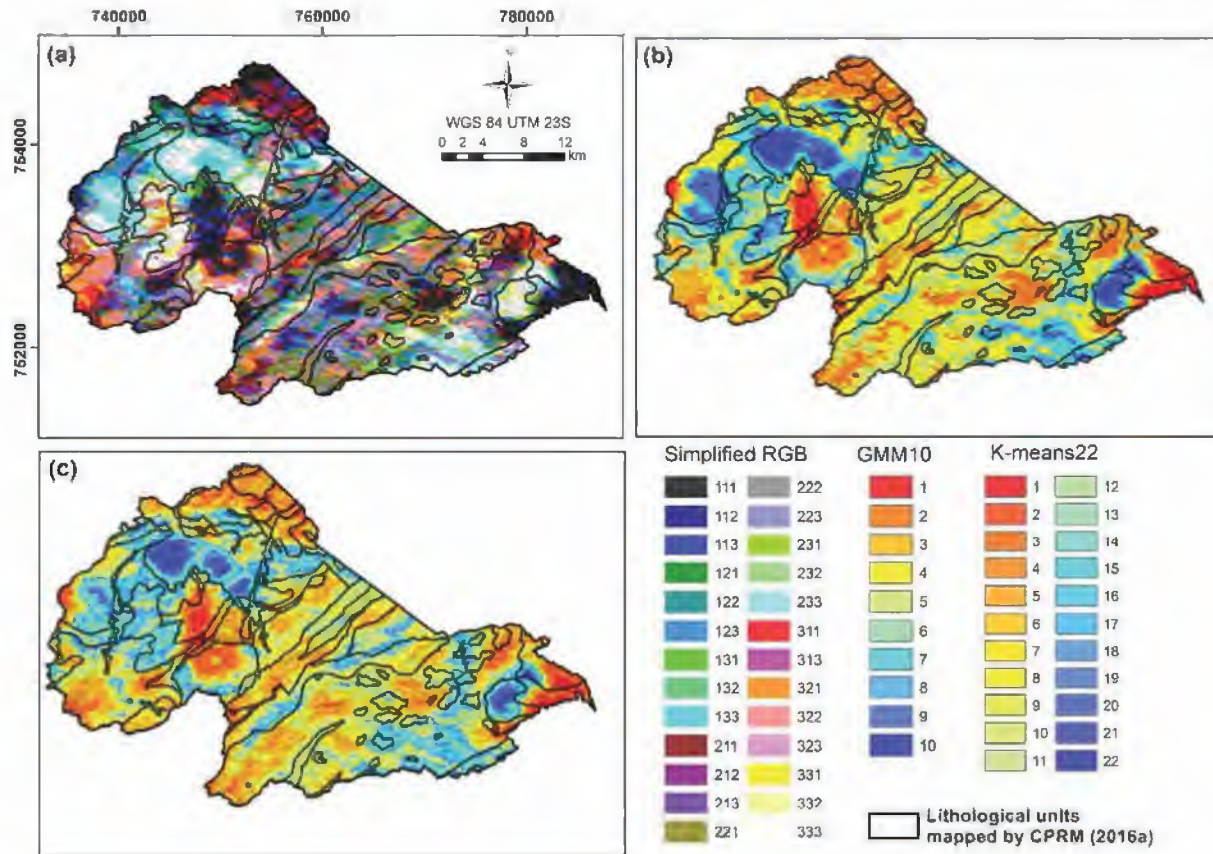 740000 760000 780000
(a)
(b)
WGS 84 UTM 23S
0 2 4 8 12
km
764000
752000
(c)
Simplified RGB GMM10 K-means22
111 222 1 1 12
112 223 2 2 13
113 231 3 3 14
121 232 4 4 15
122 233 5 5 16
123 311 6 6 17
131 313 7 7 18
132 321 8 8 19
133 322 9 9 20
211 323 10 10 21
212 331 11 22
213 332
221 333
Lithological units
mapped by CPRM (2016a)